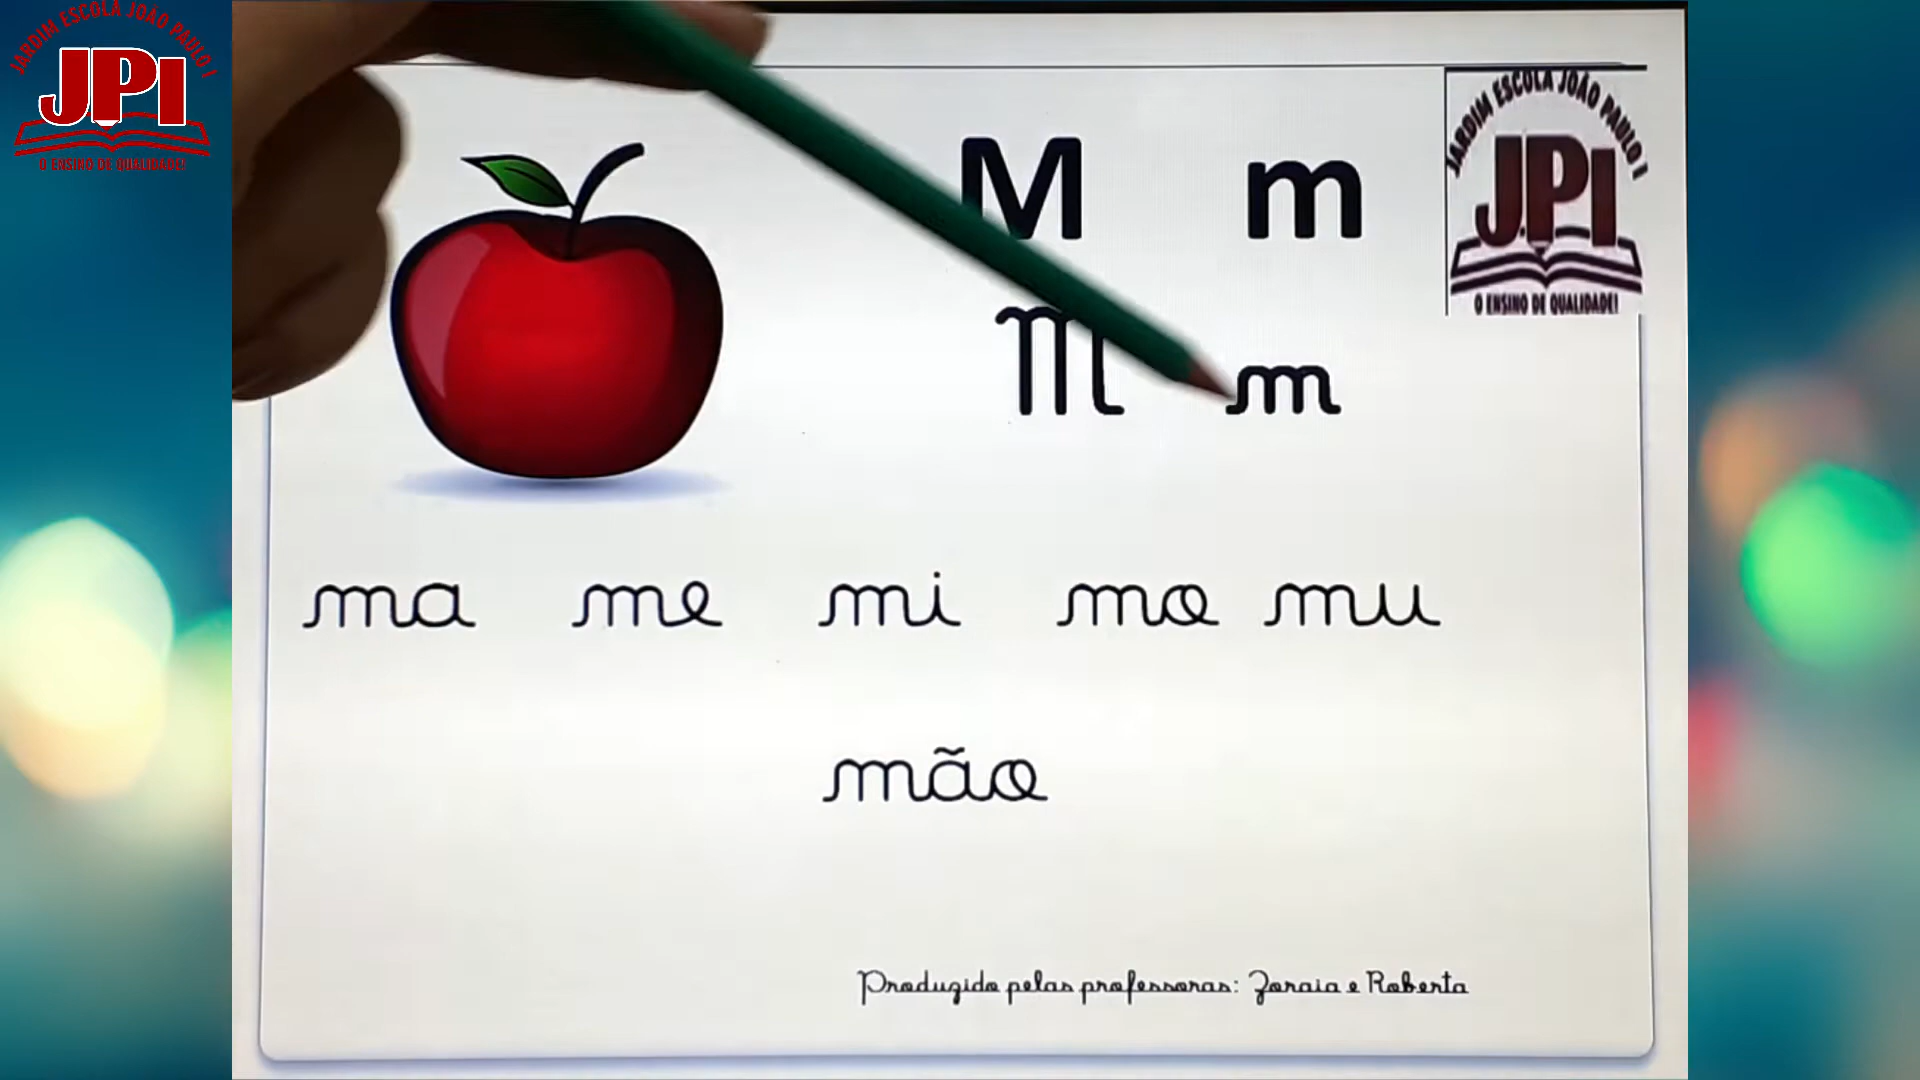 JARDIM ESCOLA JOÃO PAULO I
JPI
O ENSINO DE QUALIDADE!
M m
JARDIM ESCOLA JOÃO PAULO I
JPI
O ENSINO DE QUALIDADE!
M m
ma me mi mo mu
mão
Produzido pelas professoras: Zoraia e Roberta